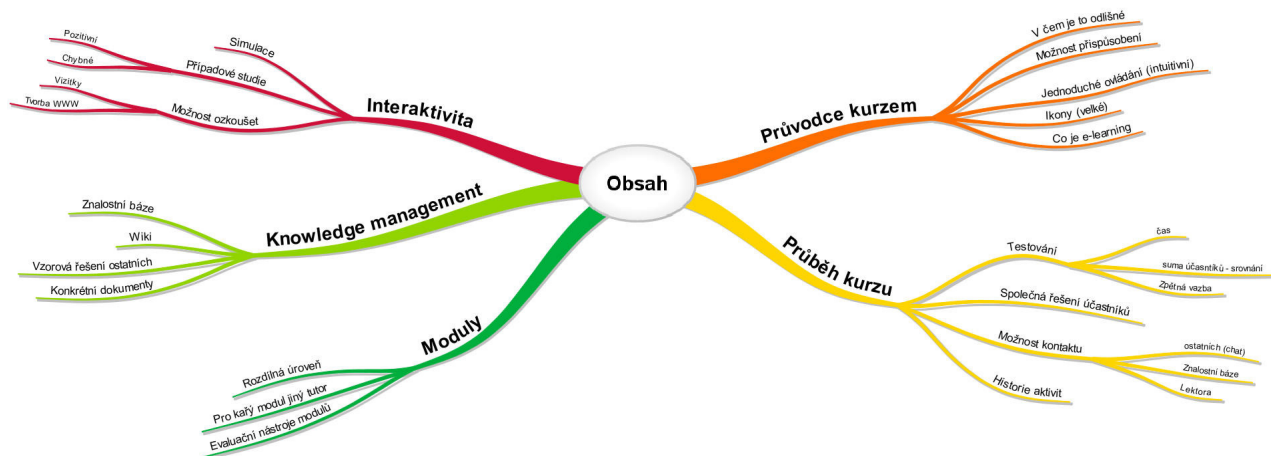 Obsah
Průvodce kurzem
V čem je to odlišné
Možnost přispůsobení
Jednoduché ovládání (intuitivní)
Ikony (velké)
Co je e-learning
Průběh kurzu
Testování
čas
suma účastníků - srovnání
Zpětná vazba
Společná řešení účastníků
Možnost kontaktu
ostatních (chat)
Znalostní báze
Lektora
Historie aktivit
Moduly
Rozdílná úroveň
Pro kařý modul jiný tutor
Evaluační nástroje modulů
Knowledge management
Znalostní báze
Wiki
Vzorová řešení ostatních
Konkrétní dokumenty
Interaktivita
Simulace
Případové studie
Pozitivní
Chybné
Možnost ozkoušet
Vizitky
Tvorba WWW